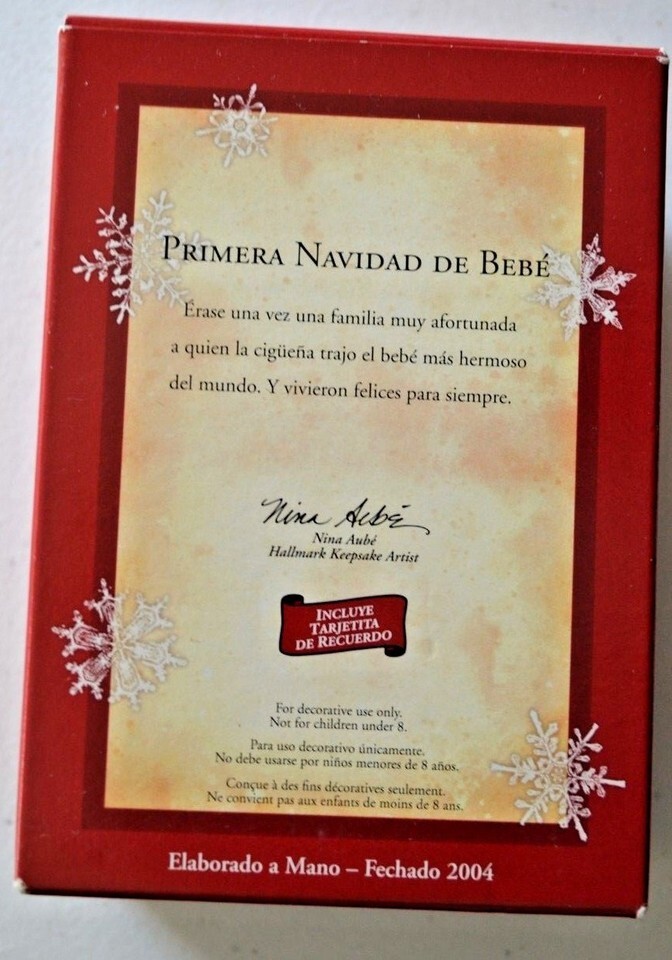 PRIMERA NAVIDAD DE BEBÉ
Érase una vez una familia muy afortunada
a quien la cigüeña trajo el bebé más hermoso
del mundo. Y vivieron felices para siempre.
Nina Aubé
Nina Aubé
Hallmark Keepsake Artist
INCLUYE
TARJETITA
DE RECUERDO
For decorative use only.
Not for children under 8.
Para uso decorativo únicamente.
No debe usarse por niños menores de 8 años.
Conçue à des fins décoratives seulement.
Ne convient pas aux enfants de moins de 8 ans.
Elaborado a Mano – Fechado 2004